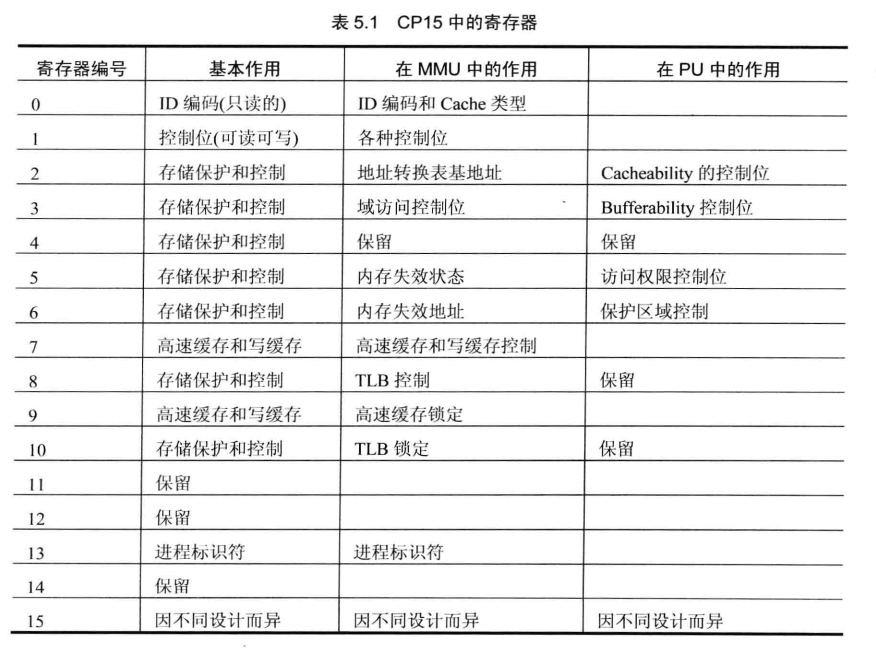 表 5.1 CP15 中的寄存器
寄存器编号 基本作用 在 MMU 中的作用 在 PU 中的作用
0 ID 编码(只读的) ID 编码和 Cache 类型
1 控制位(可读可写) 各种控制位
2 存储保护和控制 地址转换表基地址 Cacheability 的控制位
3 存储保护和控制 域访问控制位 Bufferability 控制位
4 存储保护和控制 保留 保留
5 存储保护和控制 内存失效状态 访问权限控制位
6 存储保护和控制 内存失效地址 保护区域控制
7 高速缓存和写缓存 高速缓存和写缓存控制
8 存储保护和控制 TLB 控制 保留
9 高速缓存和写缓存 高速缓存锁定
10 存储保护和控制 TLB 锁定 保留
11 保留
12 保留
13 进程标识符 进程标识符
14 保留
15 因不同设计而异 因不同设计而异 因不同设计而异